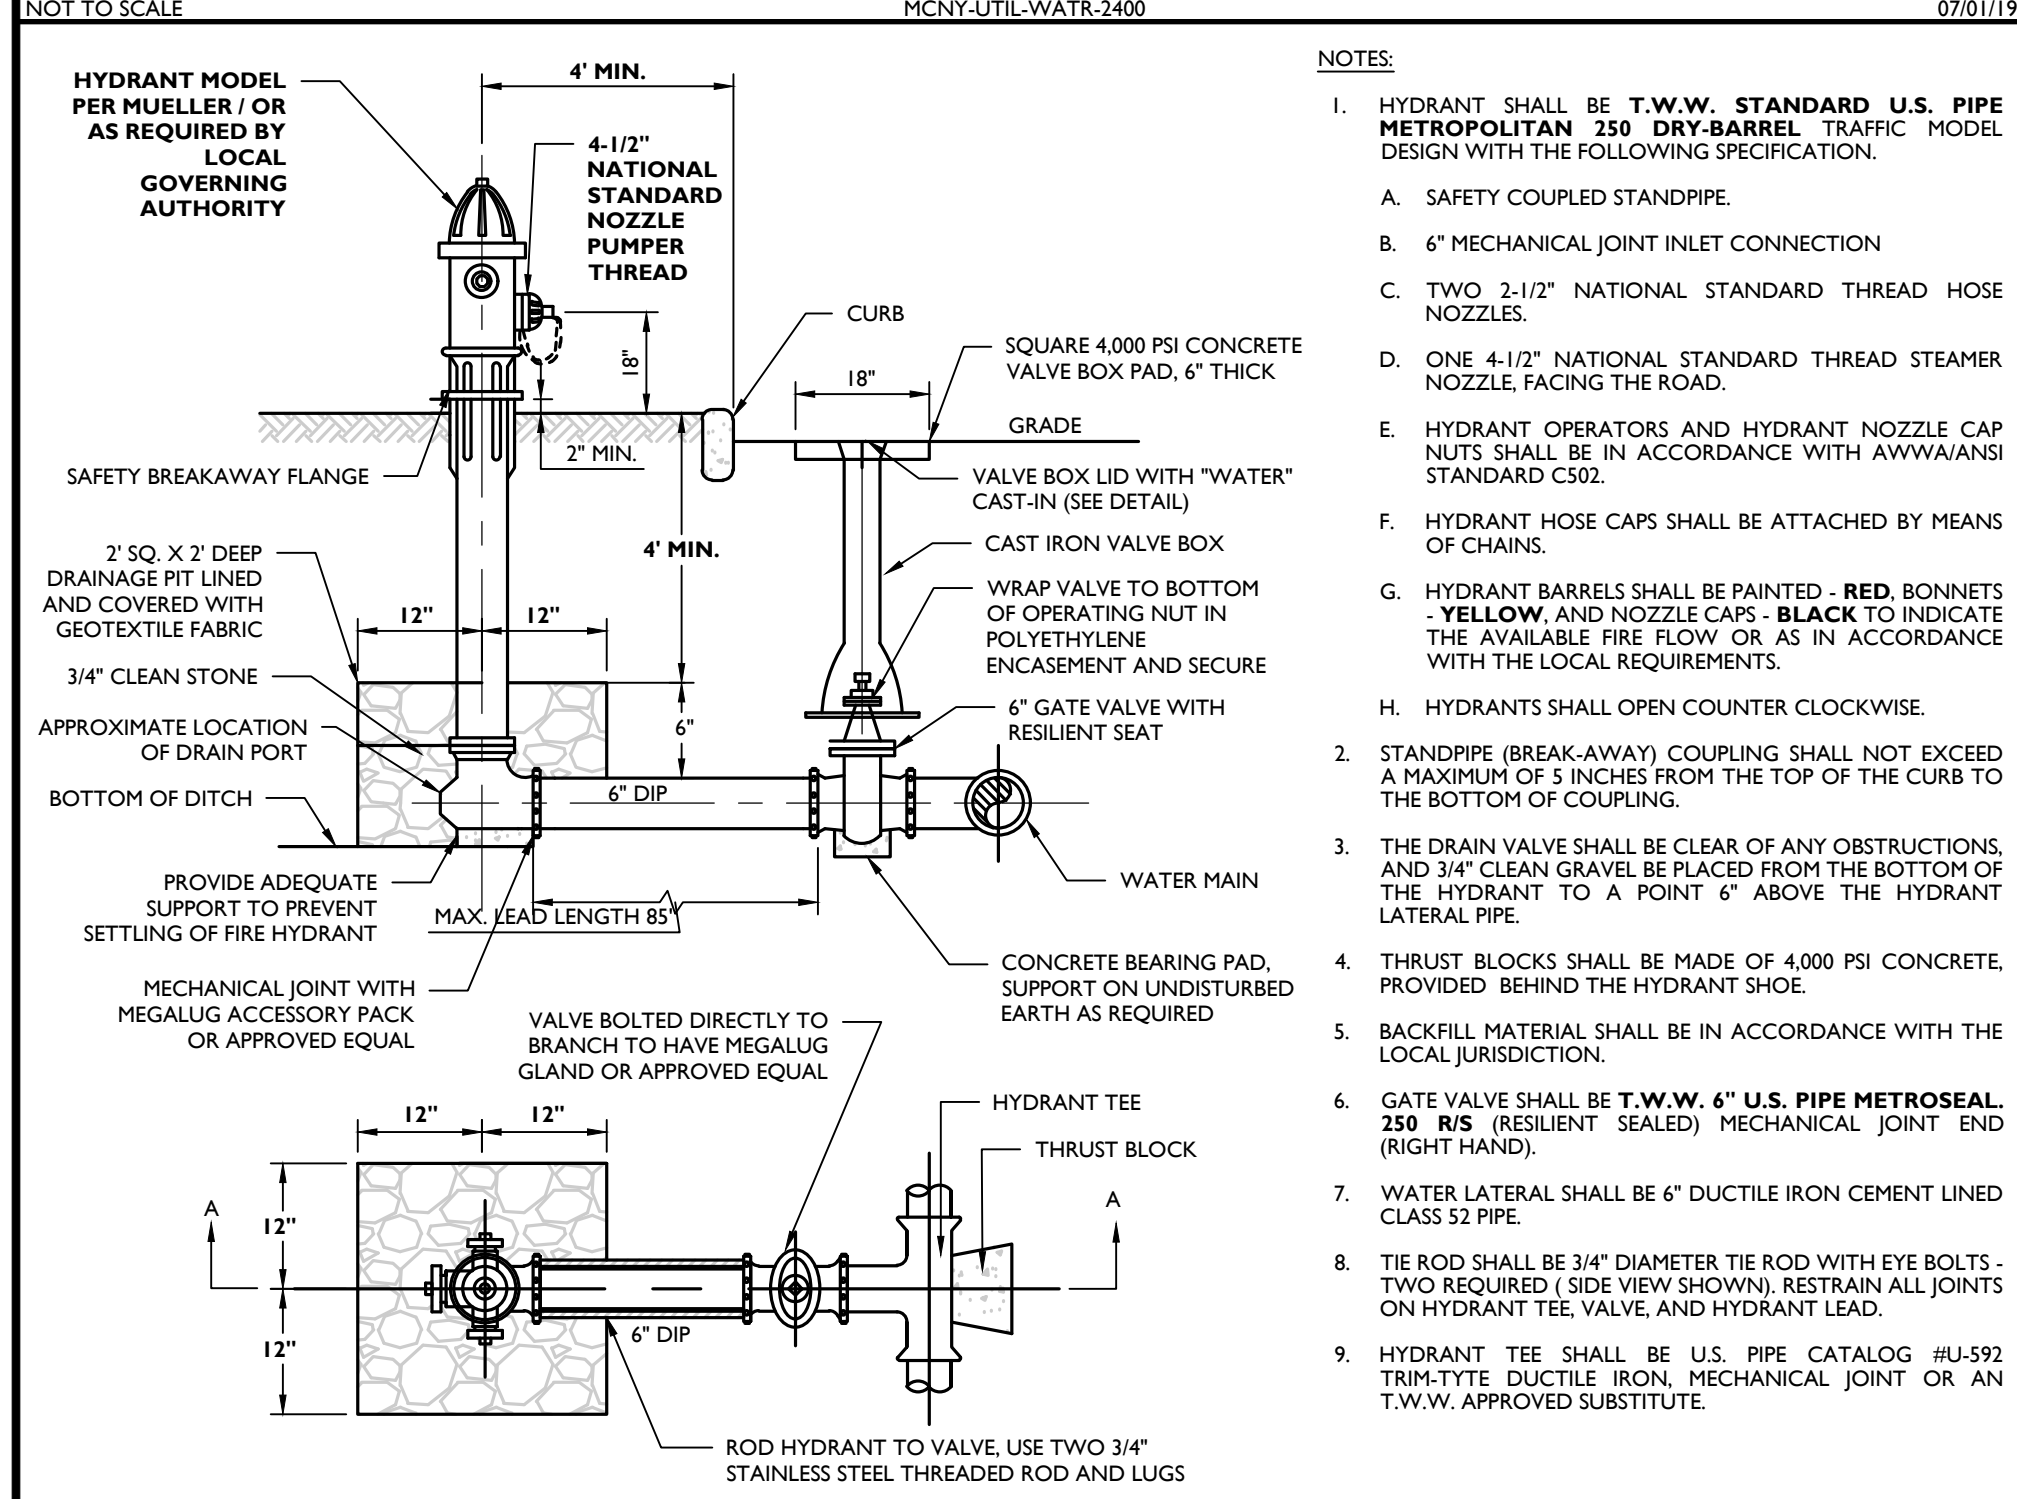 NOT TO SCALE
MCNY-UTIL-WATR-2400
07/01/19
HYDRANT MODEL
PER MUELLER / OR
AS REQUIRED BY
LOCAL
GOVERNING
AUTHORITY
4' MIN.
4-1/2"
NATIONAL
STANDARD
NOZZLE
PUMPER
THREAD
CURB
18"
18"
SQUARE 4,000 PSI CONCRETE
VALVE BOX PAD, 6" THICK
GRADE
2" MIN.
SAFETY BREAKAWAY FLANGE
VALVE BOX LID WITH "WATER"
CAST-IN (SEE DETAIL)
4' MIN.
CAST IRON VALVE BOX
2' SQ. X 2' DEEP
DRAINAGE PIT LINED
AND COVERED WITH
GEOTEXTILE FABRIC
12"
12"
WRAP VALVE TO BOTTOM
OF OPERATING NUT IN
POLYETHYLENE
ENCASEMENT AND SECURE
3/4" CLEAN STONE
APPROXIMATE LOCATION
OF DRAIN PORT
6"
6" GATE VALVE WITH
RESILIENT SEAT
BOTTOM OF DITCH
6" DIP
PROVIDE ADEQUATE
SUPPORT TO PREVENT
SETTLING OF FIRE HYDRANT
MAX. LEAD LENGTH 85'
WATER MAIN
MECHANICAL JOINT WITH
MEGALUG ACCESSORY PACK
OR APPROVED EQUAL
CONCRETE BEARING PAD,
SUPPORT ON UNDISTURBED
EARTH AS REQUIRED
VALVE BOLTED DIRECTLY TO
BRANCH TO HAVE MEGALUG
GLAND OR APPROVED EQUAL
12"
12"
HYDRANT TEE
THRUST BLOCK
A
A
12"
12"
6" DIP
ROD HYDRANT TO VALVE, USE TWO 3/4"
STAINLESS STEEL THREADED ROD AND LUGS
NOTES:
1. HYDRANT SHALL BE T.W.W. STANDARD U.S. PIPE
METROPOLITAN 250 DRY-BARREL TRAFFIC MODEL
DESIGN WITH THE FOLLOWING SPECIFICATION.
A. SAFETY COUPLED STANDPIPE.
B. 6" MECHANICAL JOINT INLET CONNECTION
C. TWO 2-1/2" NATIONAL STANDARD THREAD HOSE
NOZZLES.
D. ONE 4-1/2" NATIONAL STANDARD THREAD STEAMER
NOZZLE, FACING THE ROAD.
E. HYDRANT OPERATORS AND HYDRANT NOZZLE CAP
NUTS SHALL BE IN ACCORDANCE WITH AWWA/ANSI
STANDARD C502.
F. HYDRANT HOSE CAPS SHALL BE ATTACHED BY MEANS
OF CHAINS.
G. HYDRANT BARRELS SHALL BE PAINTED - RED, BONNETS
- YELLOW, AND NOZZLE CAPS - BLACK TO INDICATE
THE AVAILABLE FIRE FLOW OR AS IN ACCORDANCE
WITH THE LOCAL REQUIREMENTS.
H. HYDRANTS SHALL OPEN COUNTER CLOCKWISE.
2. STANDPIPE (BREAK-AWAY) COUPLING SHALL NOT EXCEED
A MAXIMUM OF 5 INCHES FROM THE TOP OF THE CURB TO
THE BOTTOM OF COUPLING.
3. THE DRAIN VALVE SHALL BE CLEAR OF ANY OBSTRUCTIONS,
AND 3/4" CLEAN GRAVEL BE PLACED FROM THE BOTTOM OF
THE HYDRANT TO A POINT 6" ABOVE THE HYDRANT
LATERAL PIPE.
4. THRUST BLOCKS SHALL BE MADE OF 4,000 PSI CONCRETE,
PROVIDED BEHIND THE HYDRANT SHOE.
5. BACKFILL MATERIAL SHALL BE IN ACCORDANCE WITH THE
LOCAL JURISDICTION.
6. GATE VALVE SHALL BE T.W.W. 6" U.S. PIPE METROSEAL.
250 R/S (RESILIENT SEALED) MECHANICAL JOINT END
(RIGHT HAND).
7. WATER LATERAL SHALL BE 6" DUCTILE IRON CEMENT LINED
CLASS 52 PIPE.
8. TIE ROD SHALL BE 3/4" DIAMETER TIE ROD WITH EYE BOLTS -
TWO REQUIRED ( SIDE VIEW SHOWN). RESTRAIN ALL JOINTS
ON HYDRANT TEE, VALVE, AND HYDRANT LEAD.
9. HYDRANT TEE SHALL BE U.S. PIPE CATALOG #U-592
TRIM-TYTE DUCTILE IRON, MECHANICAL JOINT OR AN
T.W.W. APPROVED SUBSTITUTE.